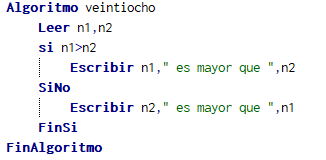 Algoritmo veintiocho
Leer n1,n2
si n1>n2
Escribir n1," es mayor que ",n2
SiNo
Escribir n2," es mayor que ",n1
FinSi
FinAlgoritmo